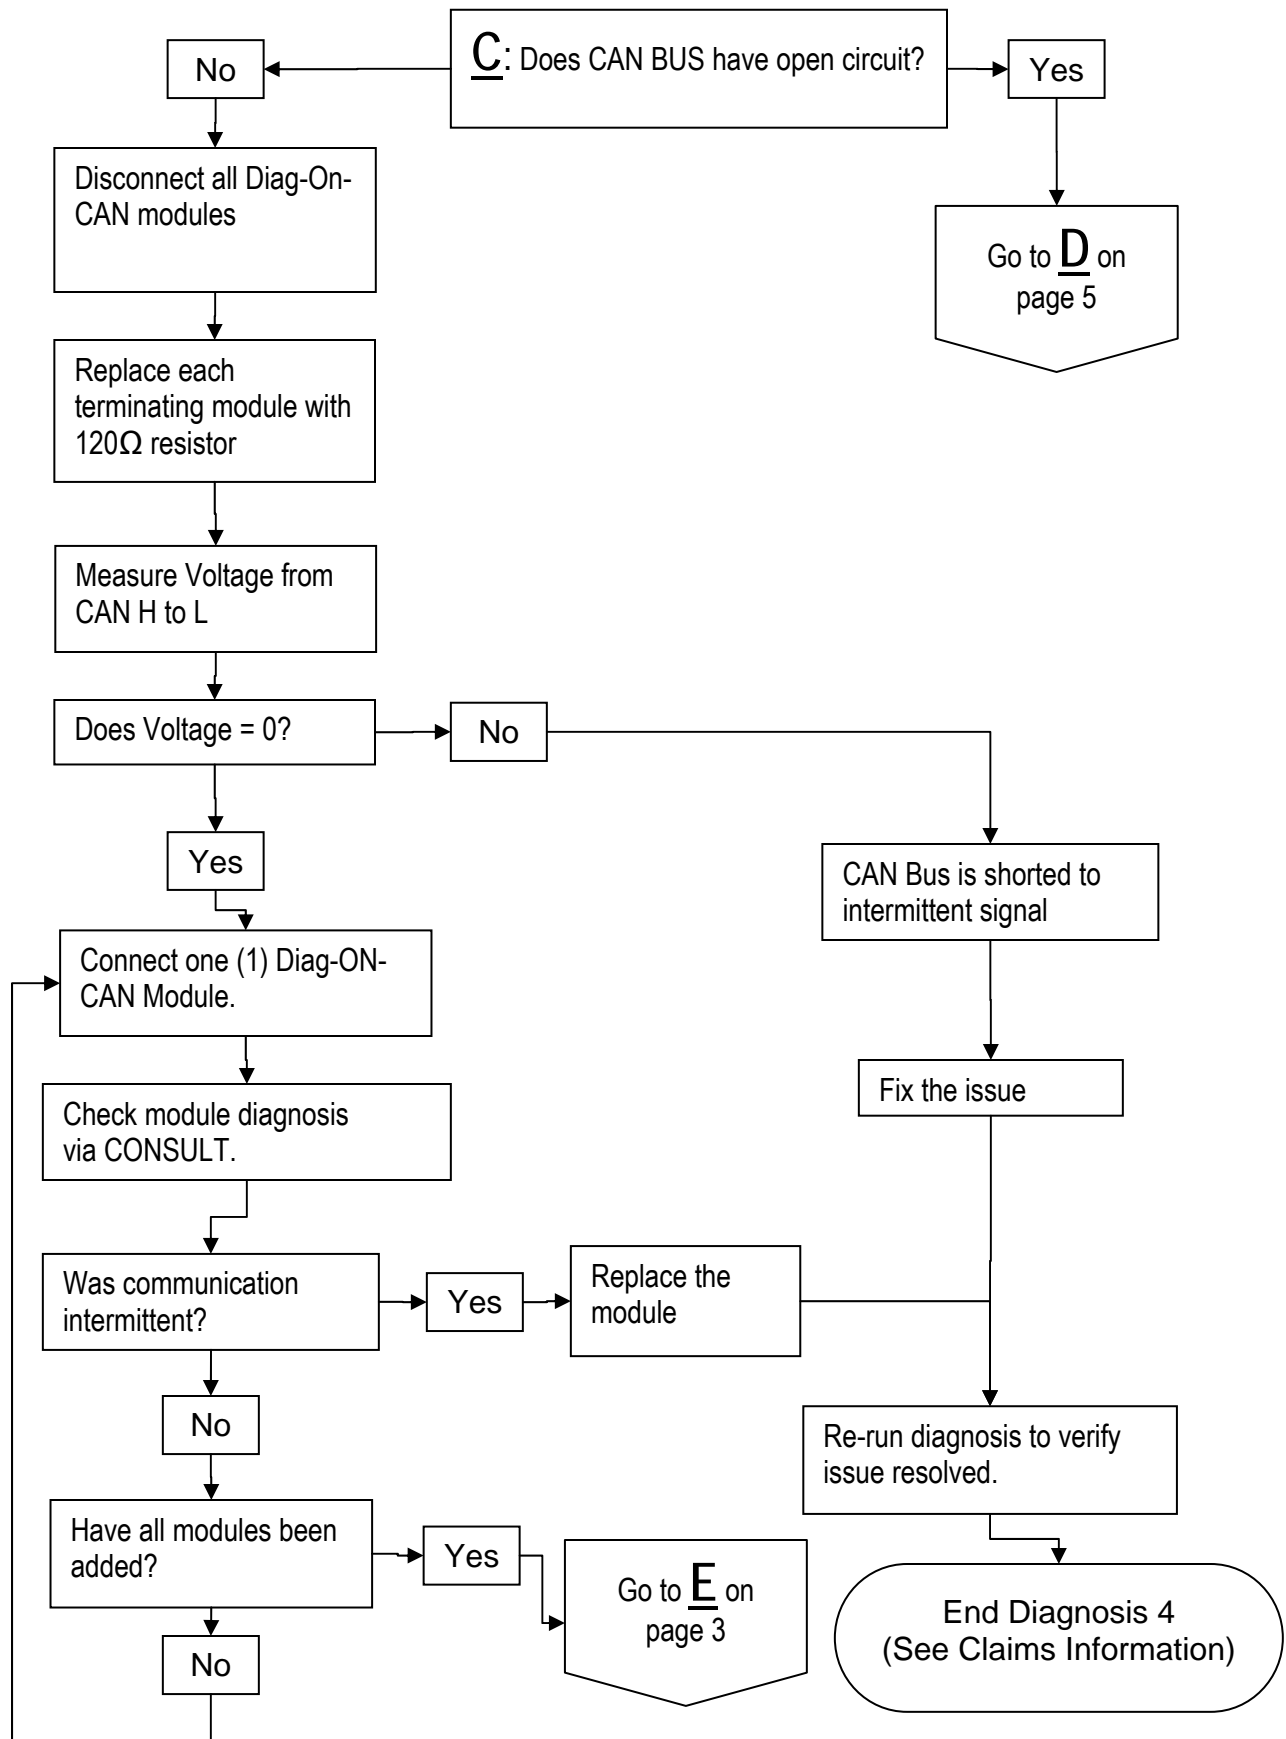 C: Does CAN BUS have open circuit?
No
Yes
Disconnect all Diag-On-
CAN modules
Go to D on
page 5
Replace each
terminating module with
120Ω resistor
Measure Voltage from
CAN H to L
Does Voltage = 0?
No
Yes
CAN Bus is shorted to
intermittent signal
Connect one (1) Diag-ON-
CAN Module.
Fix the issue
Check module diagnosis
via CONSULT.
Was communication
intermittent?
Yes
Replace the
module
No
Re-run diagnosis to verify
issue resolved.
Have all modules been
added?
Yes
Go to E on
page 3
End Diagnosis 4
(See Claims Information)
No